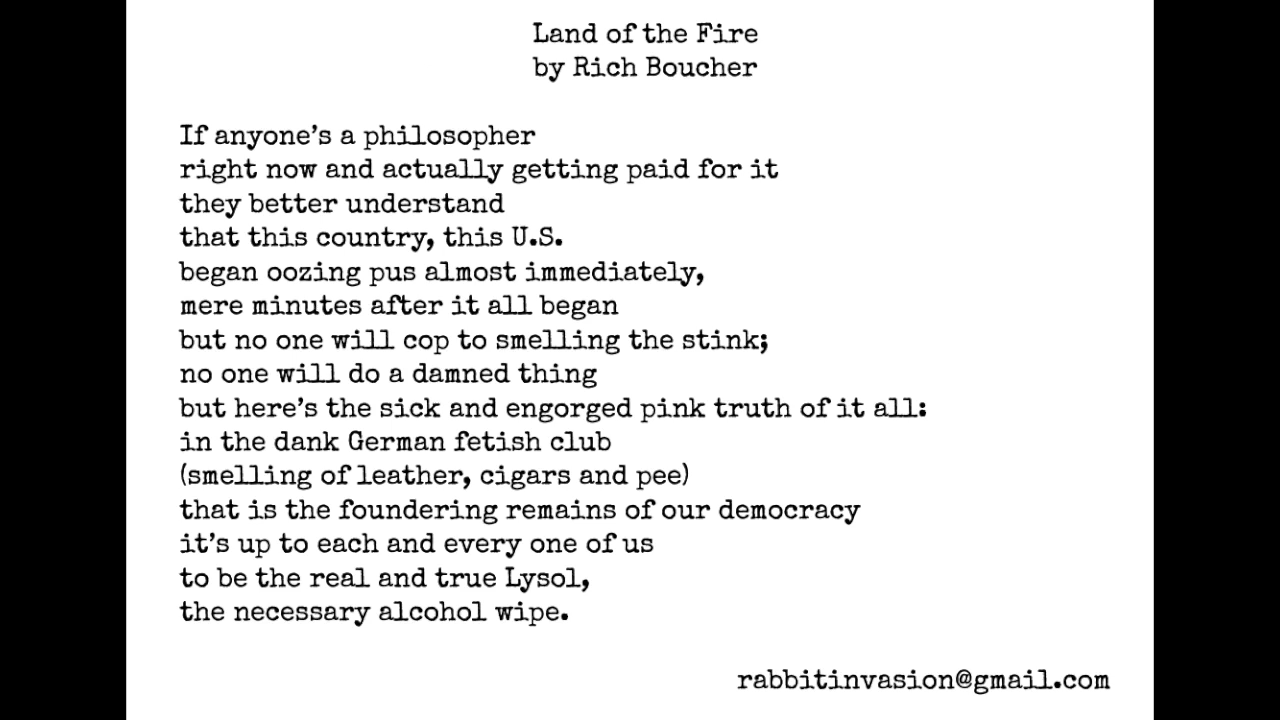 Land of the Fire
by Rich Boucher
If anyone's a philosopher
right now and actually getting paid for it
they better understand
that this country, this U.S.
began oozing pus almost immediately,
mere minutes after it all began
but no one will cop to smelling the stink;
no one will do a damned thing
but here's the sick and engorged pink truth of it all:
in the dank German fetish club
(smelling of leather, cigars and pee)
that is the foundering remains of our democracy
it's up to each and every one of us
to be the real and true Lysol,
the necessary alcohol wipe.
rabbitinvasion@gmail.com